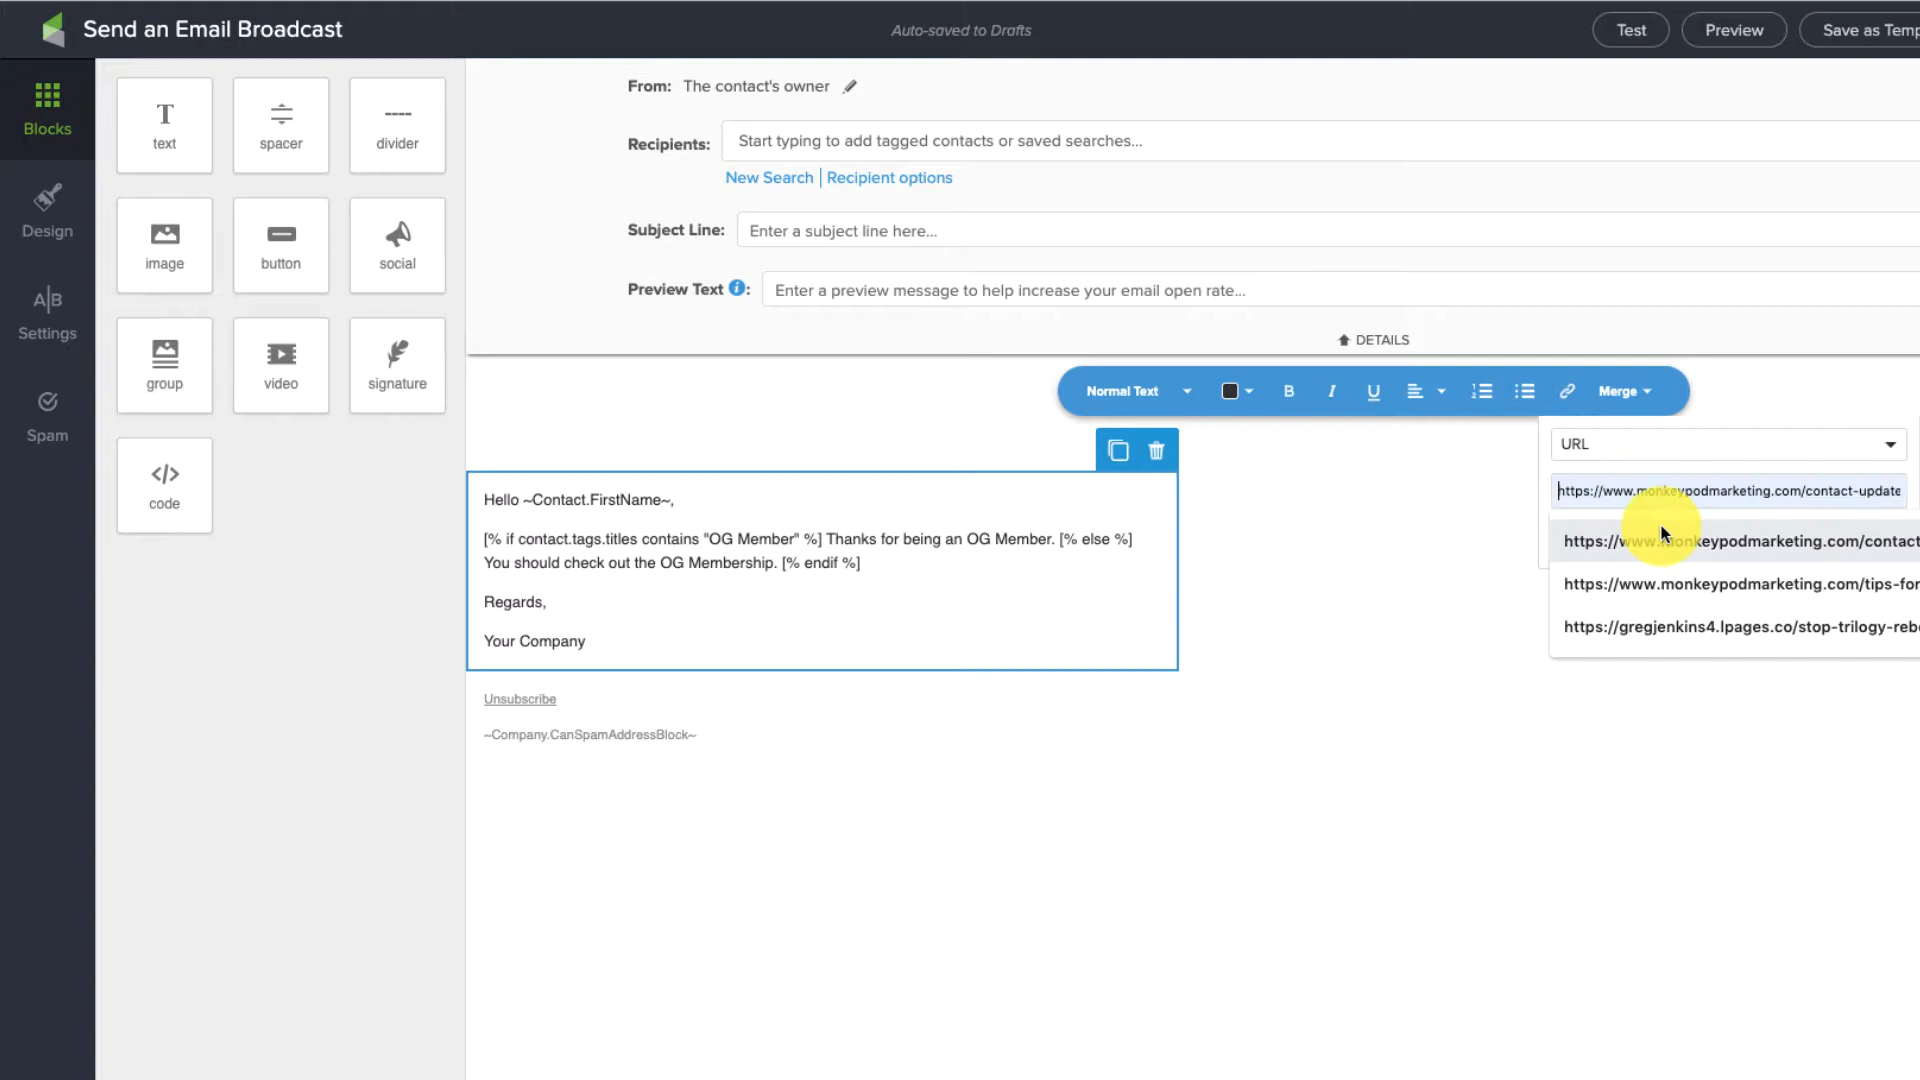 Send an Email Broadcast
Auto-saved to Drafts
Test
Preview
Save as Temp
Blocks
Design
A|B
Settings
Spam
T
text
spacer
divider
image
button
social
group
video
signature
</>
code
From: The contact's owner
Recipients: Start typing to add tagged contacts or saved searches...
New Search | Recipient options
Subject Line: Enter a subject line here...
Preview Text i: Enter a preview message to help increase your email open rate...
DETAILS
Normal Text B I U Merge
URL
https://www.monkeypodmarketing.com/contact-update
https://www.monkeypodmarketing.com/contact
https://www.monkeypodmarketing.com/tips-for
https://gregjenkins4.lpages.co/stop-trilogy-reb
Hello ~Contact.FirstName~,
[% if contact.tags.titles contains "OG Member" %] Thanks for being an OG Member. [% else %]
You should check out the OG Membership. [% endif %]
Regards,
Your Company
Unsubscribe
~Company.CanSpamAddressBlock~